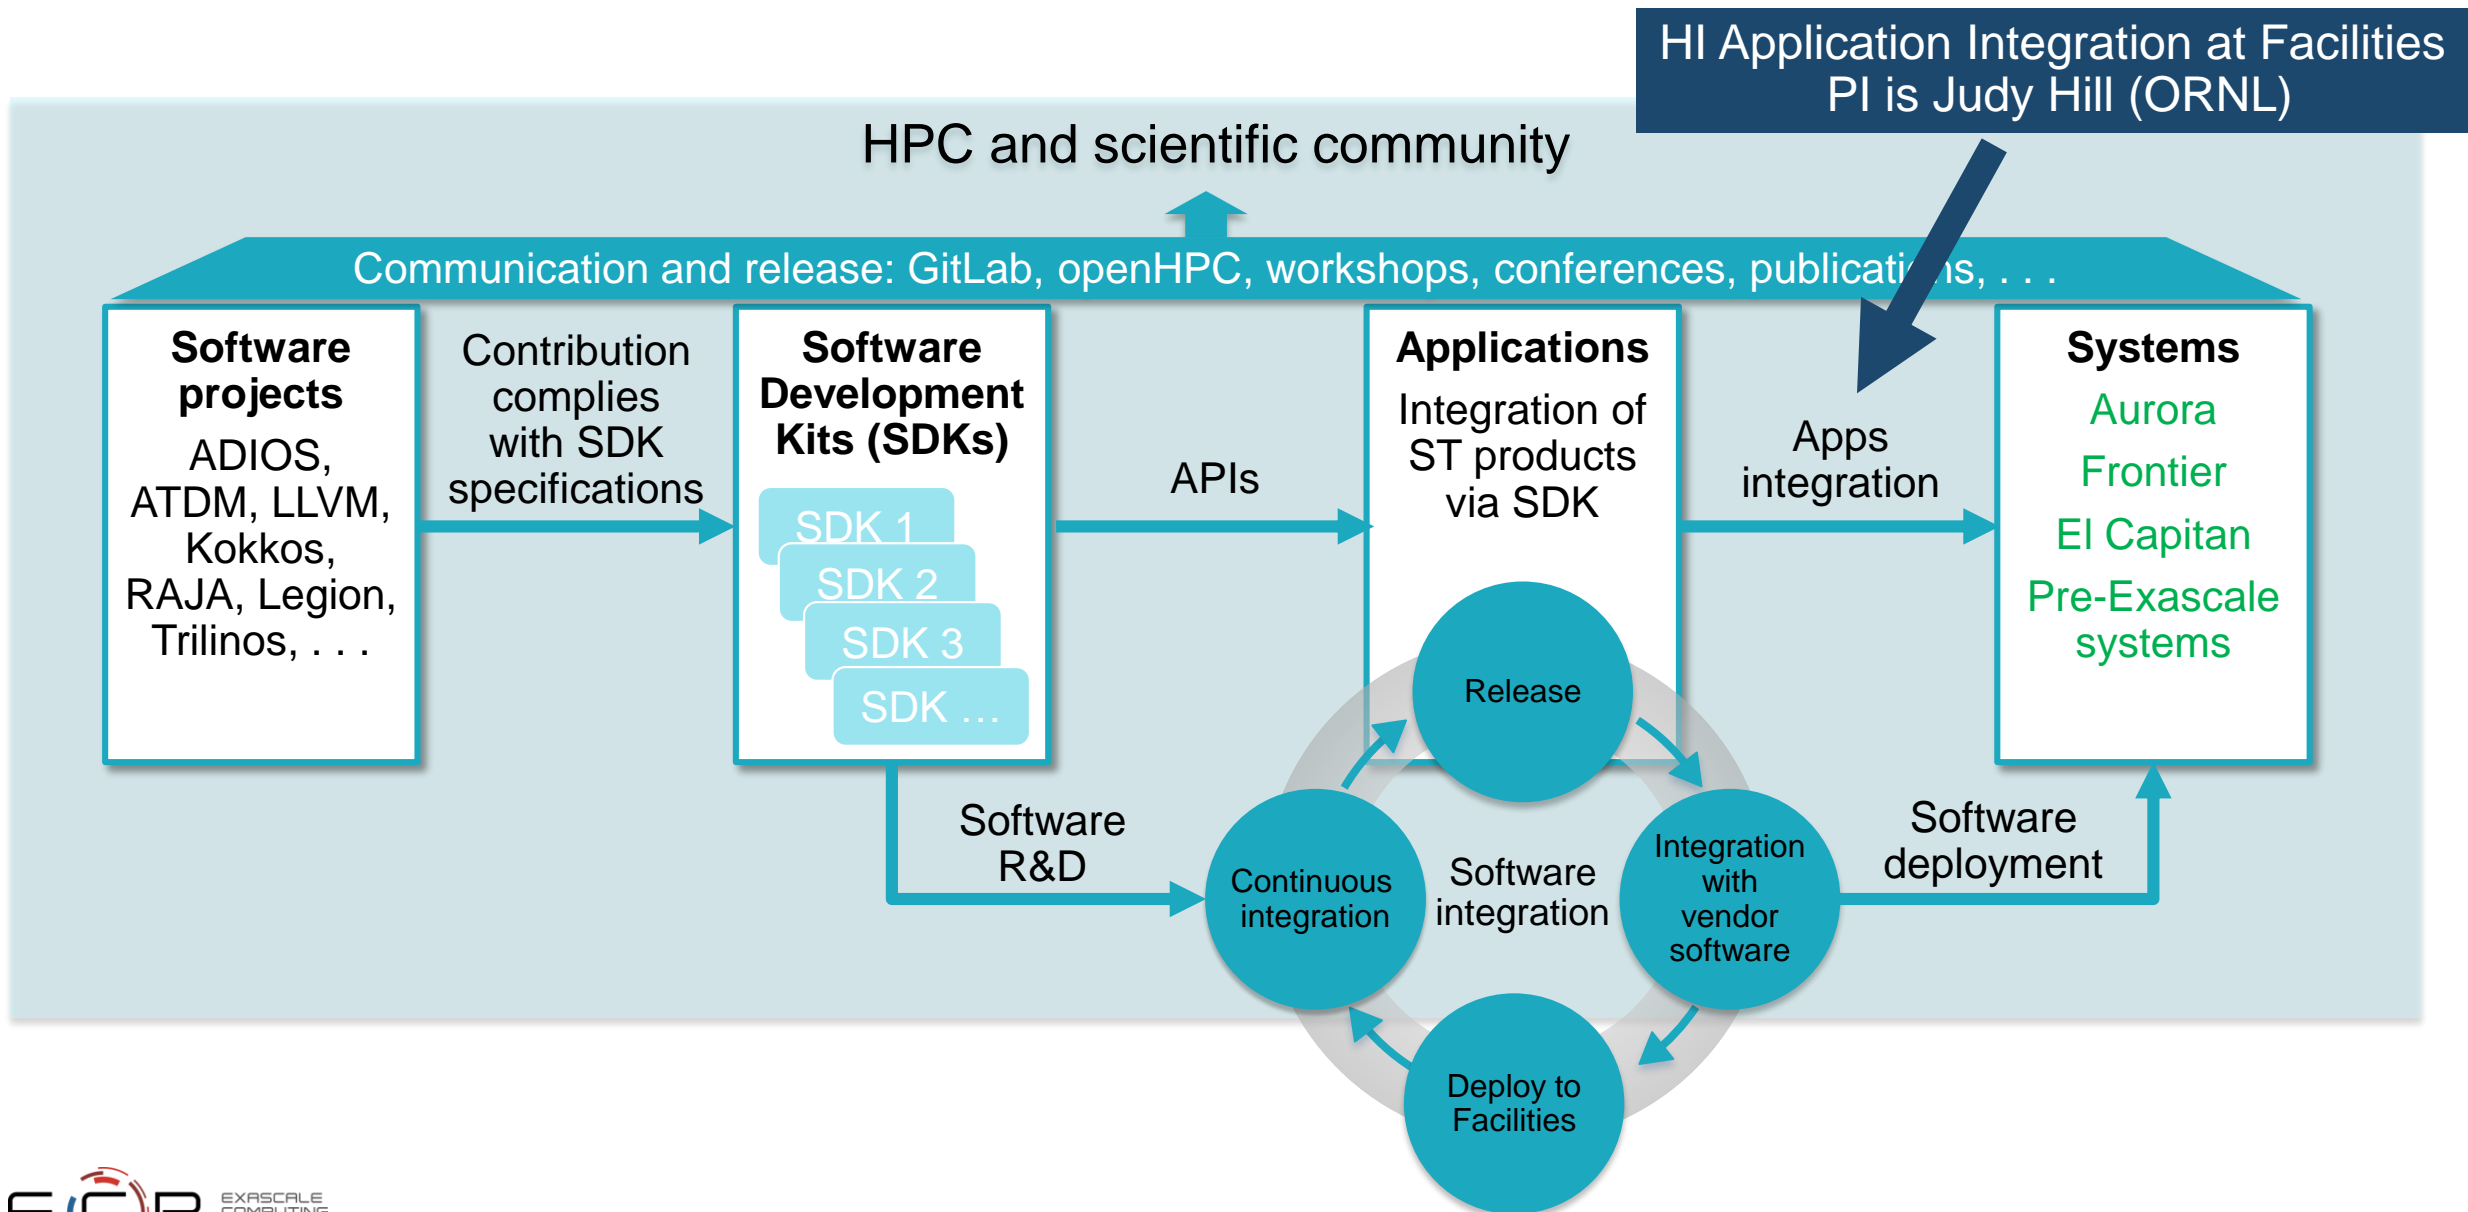 HI Application Integration at Facilities
PI is Judy Hill (ORNL)
HPC and scientific community
Communication and release: GitLab, openHPC, workshops, conferences, publications, . . .
Software
projects
ADIOS,
ATDM, LLVM,
Kokkos,
RAJA, Legion,
Trilinos, . . .
Contribution
complies
with SDK
specifications
Software
Development
Kits (SDKs)
SDK 1
SDK 2
SDK 3
SDK …
APIs
Applications
Integration of
ST products
via SDK
Apps
integration
Systems
Aurora
Frontier
El Capitan
Pre-Exascale
systems
Software
R&D
Release
Continuous
integration
Software
integration
Integration
with
vendor
software
Deploy to
Facilities
Software
deployment
ECP
EXASCALE
COMPUTING